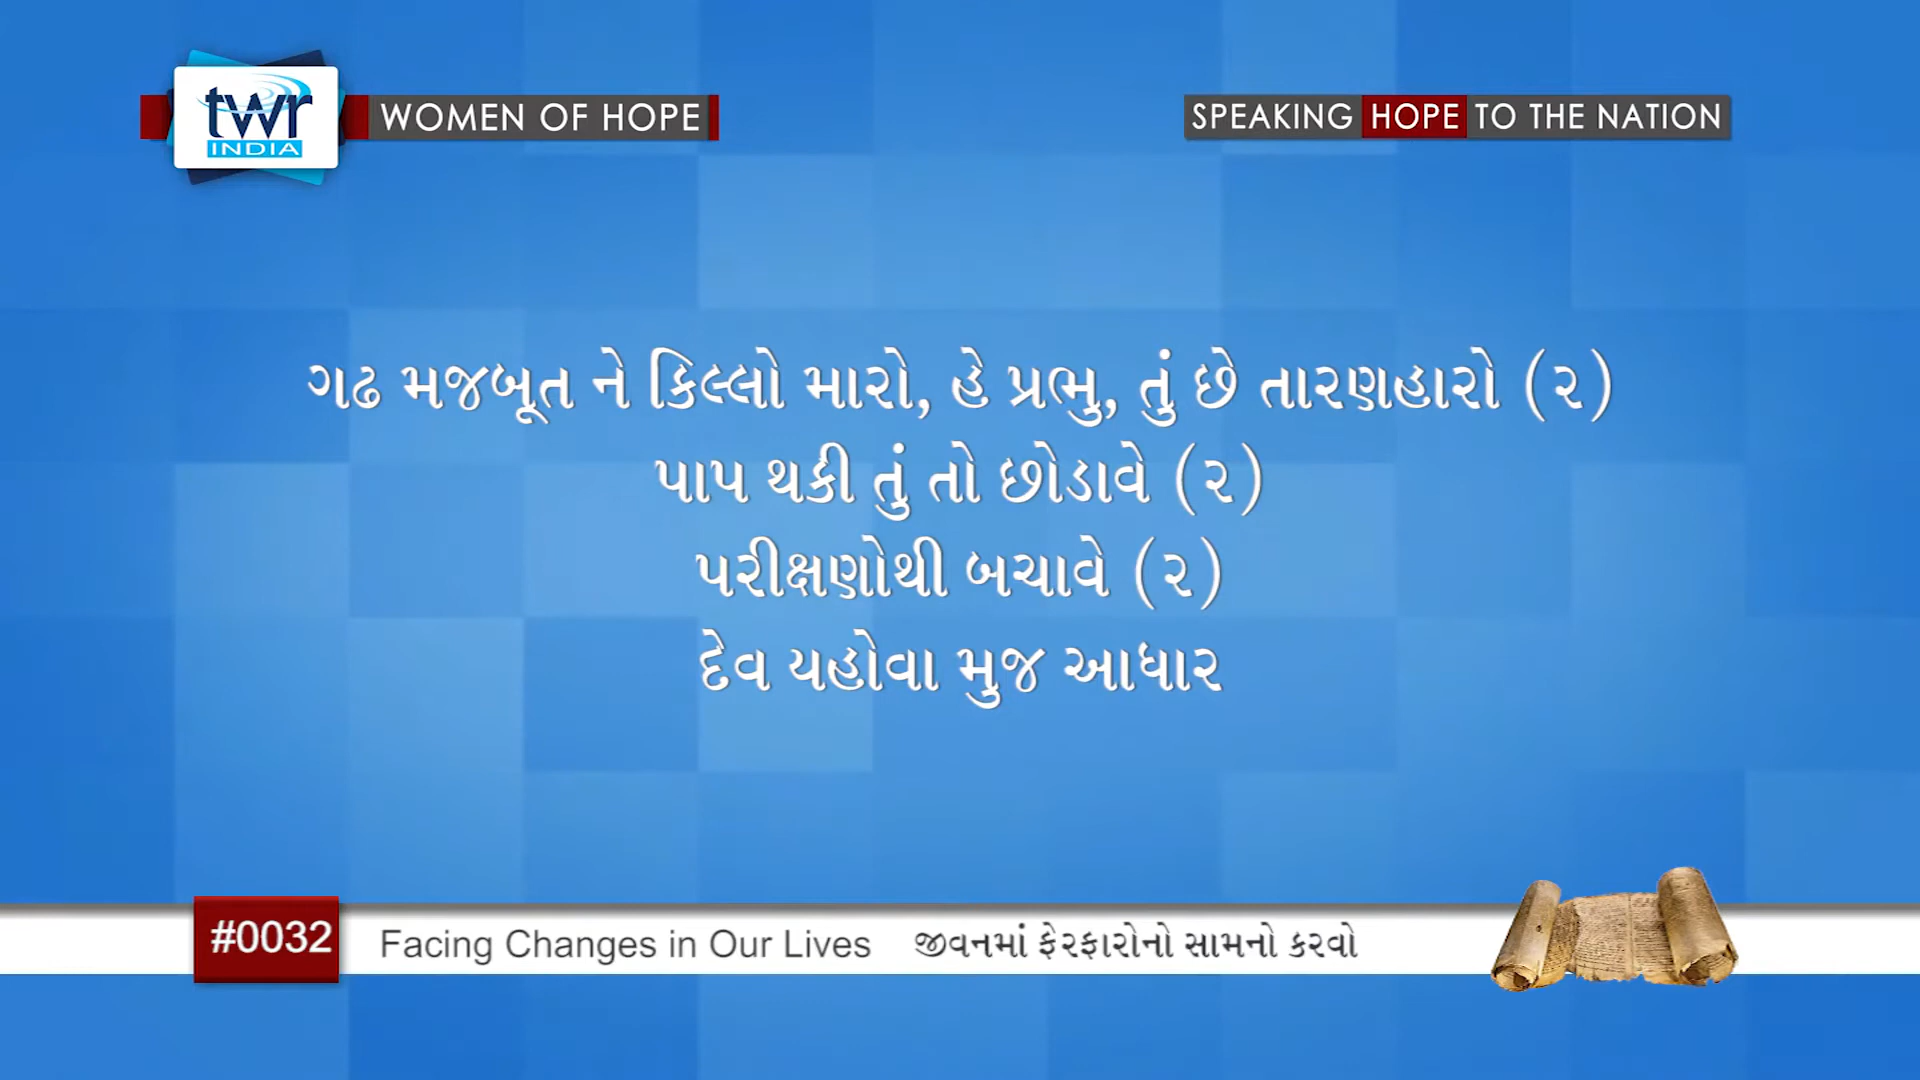 twr
INDIA
WOMEN OF HOPE
SPEAKING HOPE TO THE NATION
ગઢ મજબૂત ને કિલ્લો મારો, હે પ્રભુ, તું છે તારણહારો (૨)
પાપ થકી તું તો છોડાવે (૨)
પરીક્ષણોથી બચાવે (૨)
દેવ યહોવા મુજ આધાર
#0032
Facing Changes in Our Lives જીવનમાં ફેરફારોનો સામનો કરવો